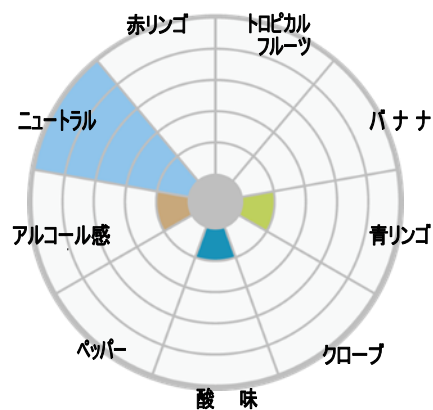 赤リンゴ
トロピカル
フルーツ
ニュートラル
バナナ
アルコール感
青リンゴ
ペッパー
クローブ
酸 味